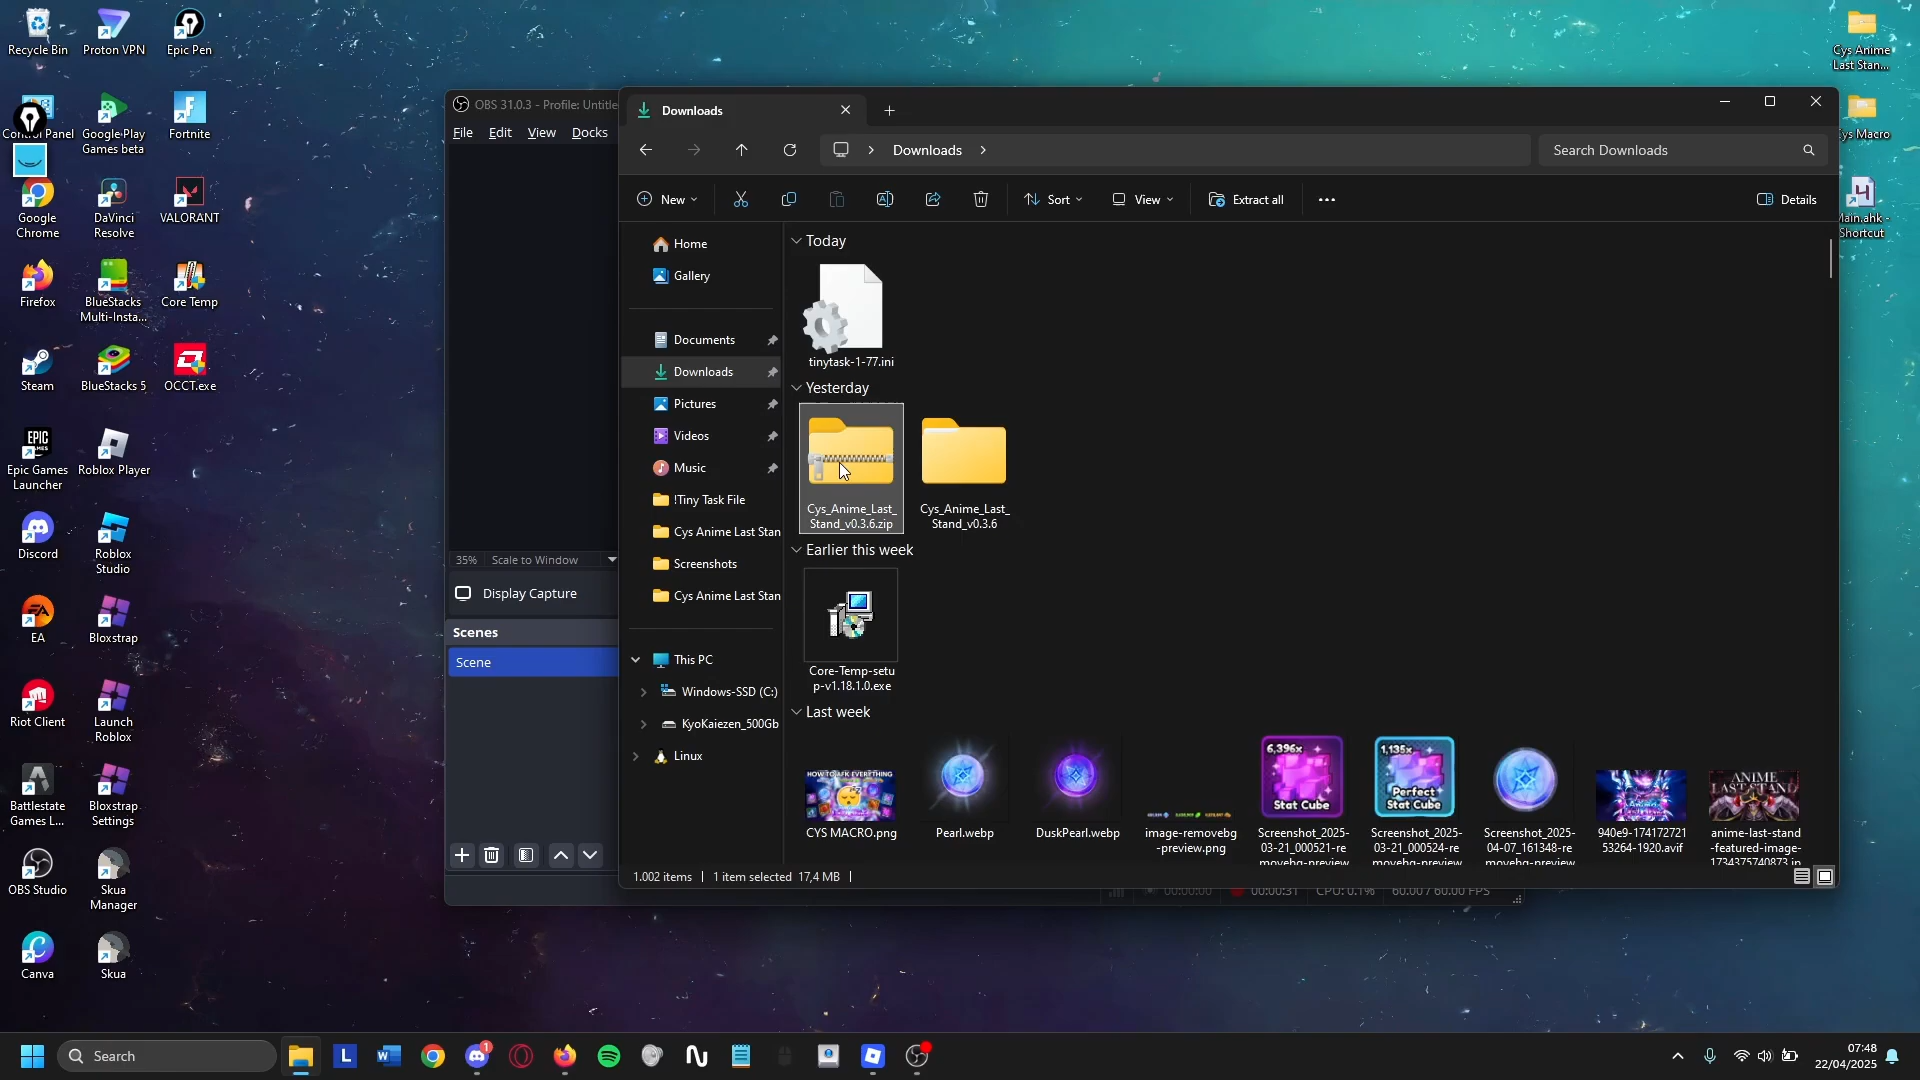 Recycle Bin
Proton VPN
Epic Pen
Control Panel
Google Play
Games beta
Fortnite
Google
Chrome
DaVinci
Resolve
VALORANT
Firefox
BlueStacks
Multi-Insta...
Core Temp
Steam
BlueStacks 5
OCCT.exe
EPIC
GAMES
Epic Games
Launcher
Roblox Player
Discord
Roblox
Studio
EA
Bloxstrap
Riot Client
Launch
Roblox
Battlestate
Games L...
Bloxstrap
Settings
OBS Studio
Skua
Manager
Canva
Skua
Cys Anime
Last Stan...
Cys Macro
Main.ahk -
Shortcut
OBS 31.0.3 - Profile: Untitle
File Edit View Docks
35% Scale to Window
Display Capture
Scenes
Scene
00:00:00 00:00:31 CPU: 0.1% 60.00 / 60.00 FPS
Downloads
Downloads
Search Downloads
New
Sort
View
Extract all
Details
Home
Gallery
Documents
Downloads
Pictures
Videos
Music
!Tiny Task File
Cys Anime Last Stan
Screenshots
Cys Anime Last Stan
This PC
Windows-SSD (C:)
KyoKaiezen_500Gb
Linux
Today
tinytask-1-77.ini
Yesterday
Cys_Anime_Last_
Stand_v0.3.6.zip
Cys_Anime_Last_
Stand_v0.3.6
Earlier this week
Core-Temp-setu
p-v1.18.1.0.exe
Last week
HOW TO AFK EVERYTHING
CYS MACRO.png
Pearl.webp
DuskPearl.webp
image-removebg
-preview.png
6,396x
Stat Cube
Screenshot_2025-
03-21_000521-re
movebg-preview
1,135x
Perfect
Stat Cube
Screenshot_2025-
03-21_000524-re
movebg-preview
Screenshot_2025-
04-07_161348-re
movebg-preview
940e9-174172721
53264-1920.avif
ANIME
LAST STAND
anime-last-stand
-featured-image-
1734375740873.jp
1.002 items
1 item selected 17,4 MB
Search
L
1
07:48
22/04/2025